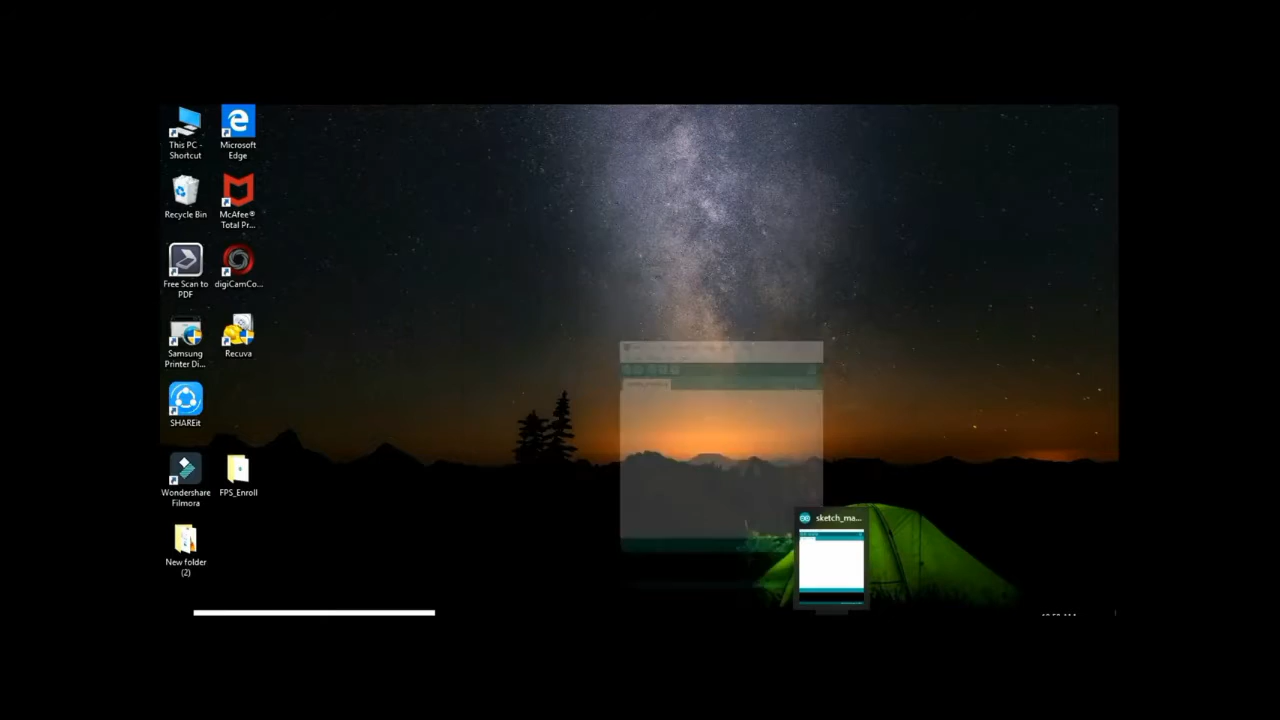 This PC -
Shortcut
Microsoft
Edge
Recycle Bin
McAfee®
Total Pr...
Free Scan to
PDF
digiCamCo...
Samsung
Printer Di...
Recuva
SHAREit
Wondershare
Filmora
FPS_Enroll
New folder
(2)
sketch_ma...